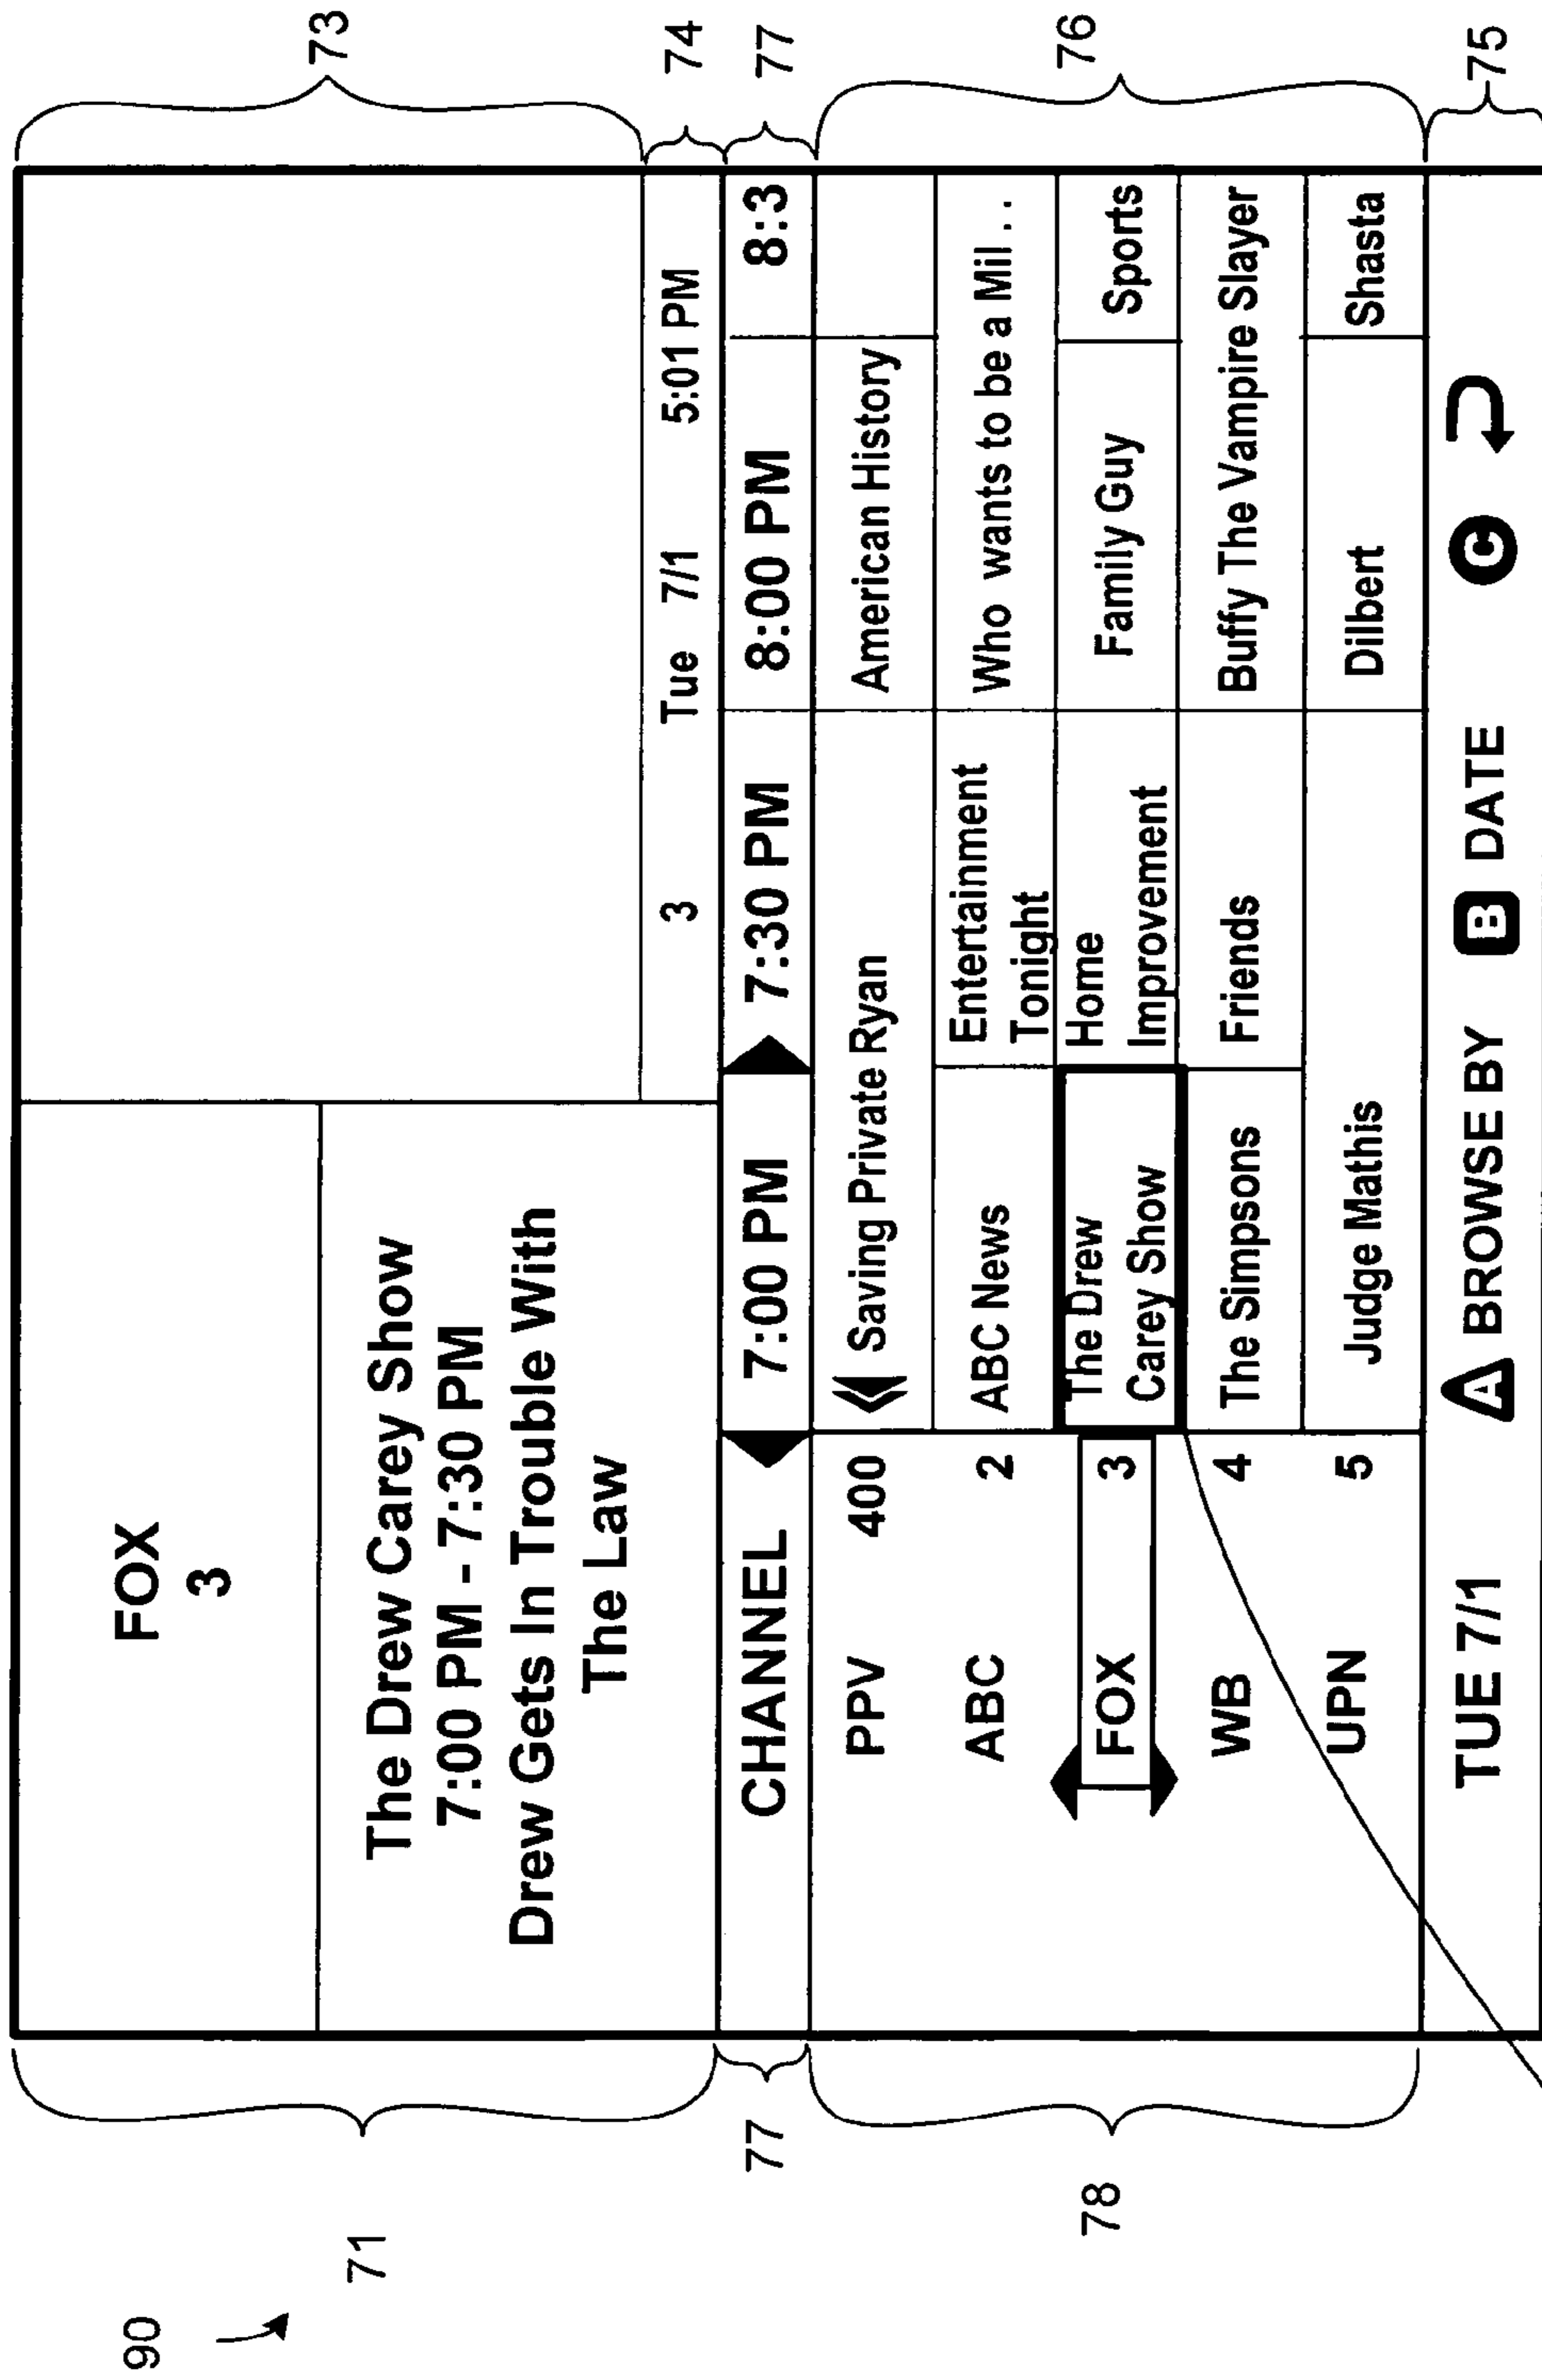 90
71
73
FOX
3
The Drew Carey Show
7:00 PM - 7:30 PM
Drew Gets In Trouble With
The Law
3 Tue 7/1 5:01 PM
74
77
CHANNEL 7:00 PM 7:30 PM 8:00 PM 8:3
77
78
76
PPV 400 Saving Private Ryan American History
ABC 2 ABC News Entertainment
Tonight Who wants to be a Mil . .
FOX 3 The Drew
Carey Show Home
Improvement Family Guy Sports
WB 4 The Simpsons Friends Buffy The Vampire Slayer
UPN 5 Judge Mathis Dilbert Shasta
TUE 7/1 A BROWSE BY B DATE C
75